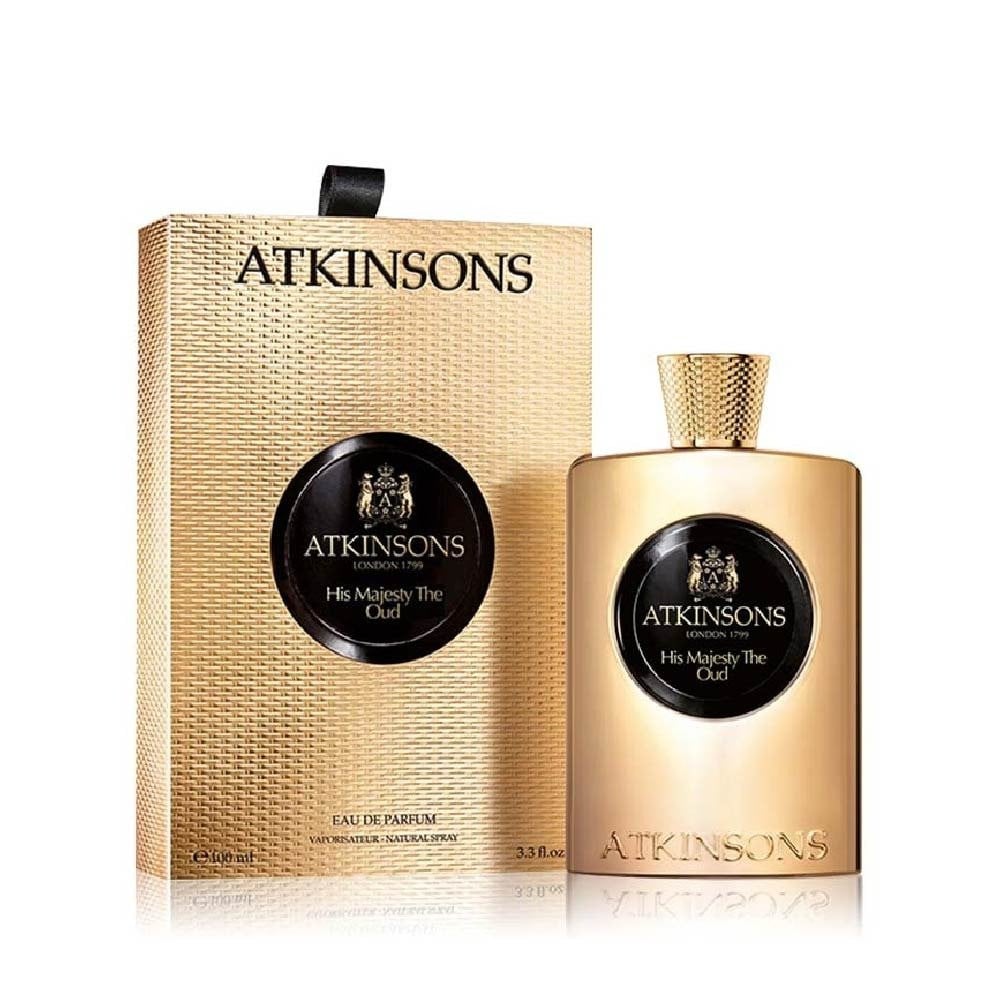 ATKINSONS
A
ATKINSONS
LONDON 1799
His Majesty The
Oud
EAU DE PARFUM
VAPORISATEUR - NATURAL SPRAY
℮100 ml
3.3 fl.oz
A
ATKINSONS
LONDON 1799
His Majesty The
Oud
ATKINSONS